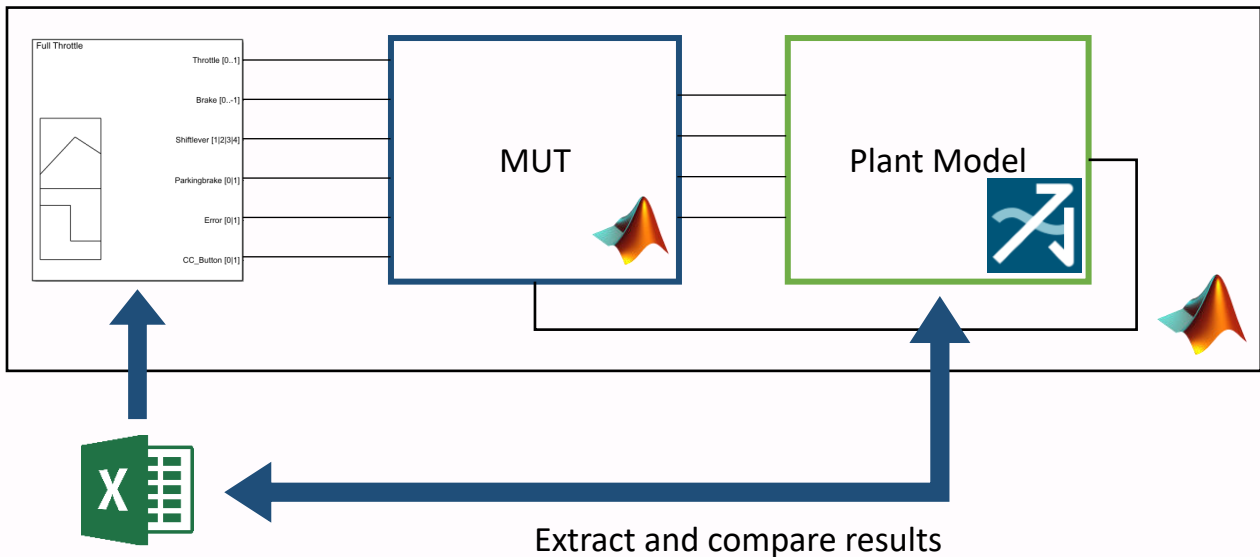 Full Throttle
Throttle [0..1]
Brake [0..-1]
Shiftlever [1|2|3|4]
Parkingbrake [0|1]
Error [0|1]
CC_Button [0|1]
MUT
Plant Model
X
Extract and compare results